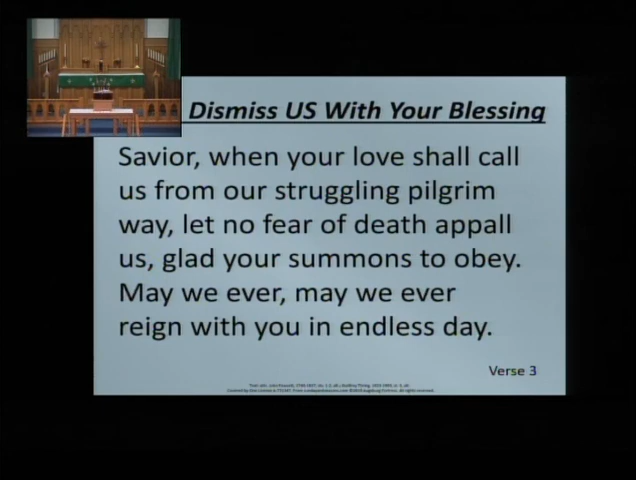 Dismiss US With Your Blessing
Savior, when your love shall call
us from our struggling pilgrim
way, let no fear of death appall
us, glad your summons to obey.
May we ever, may we ever
reign with you in endless day.
Verse 3